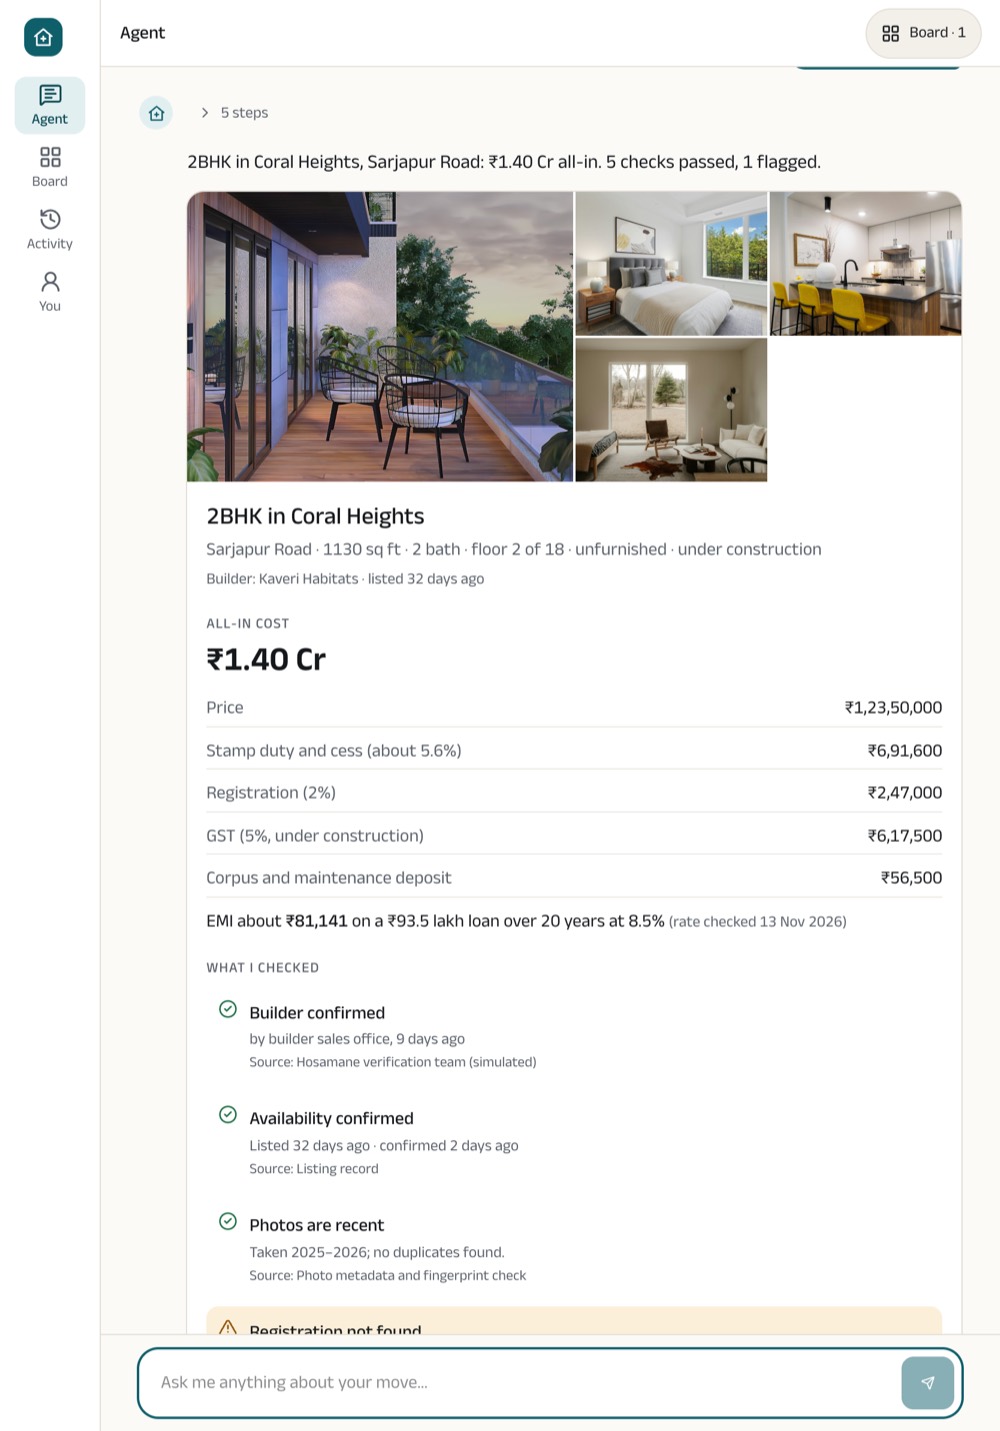 Agent
Board · 1
Agent
Board
Activity
You
5 steps
2BHK in Coral Heights, Sarjapur Road: ₹1.40 Cr all-in. 5 checks passed, 1 flagged.
2BHK in Coral Heights
Sarjapur Road · 1130 sq ft · 2 bath · floor 2 of 18 · unfurnished · under construction
Builder: Kaveri Habitats · listed 32 days ago
ALL-IN COST
₹1.40 Cr
Price ₹1,23,50,000
Stamp duty and cess (about 5.6%) ₹6,91,600
Registration (2%) ₹2,47,000
GST (5%, under construction) ₹6,17,500
Corpus and maintenance deposit ₹56,500
EMI about ₹81,141 on a ₹93.5 lakh loan over 20 years at 8.5% (rate checked 13 Nov 2026)
WHAT I CHECKED
Builder confirmed
by builder sales office, 9 days ago
Source: Hosamane verification team (simulated)
Availability confirmed
Listed 32 days ago · confirmed 2 days ago
Source: Listing record
Photos are recent
Taken 2025–2026; no duplicates found.
Source: Photo metadata and fingerprint check
Registration not found
Ask me anything about your move...